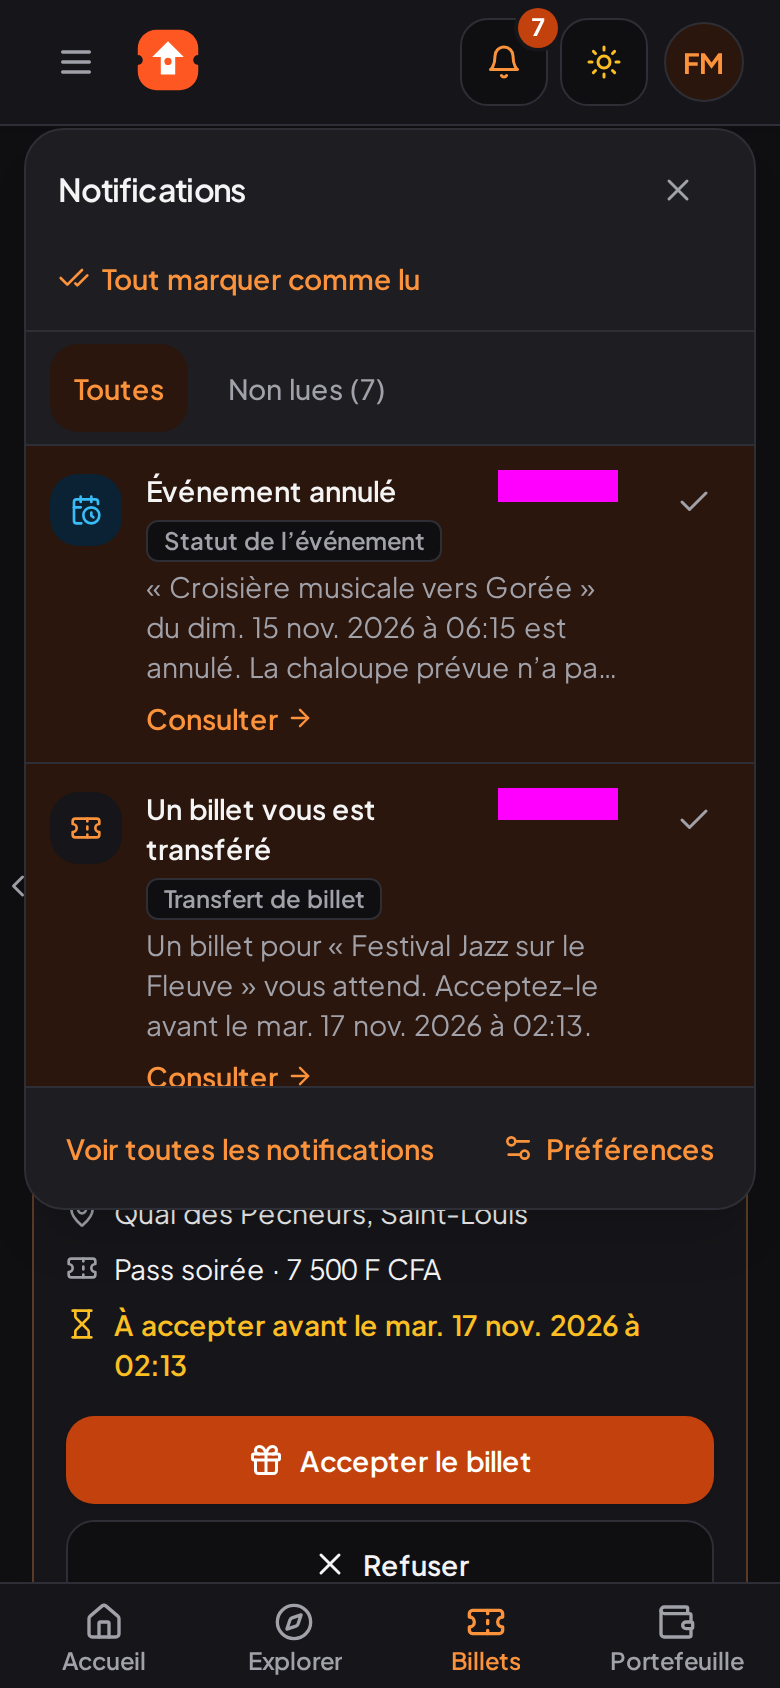 7
FM
Notifications
Tout marquer comme lu
Toutes
Non lues (7)
Événement annulé
Statut de l’événement
« Croisière musicale vers Gorée »
du dim. 15 nov. 2026 à 06:15 est
annulé. La chaloupe prévue n’a pa…
Consulter
Un billet vous est
transféré
Transfert de billet
Un billet pour « Festival Jazz sur le
Fleuve » vous attend. Acceptez-le
avant le mar. 17 nov. 2026 à 02:13.
Consulter
Voir toutes les notifications
Préférences
Quai des Pêcheurs, Saint-Louis
Pass soirée · 7 500 F CFA
À accepter avant le mar. 17 nov. 2026 à
02:13
Accepter le billet
Refuser
Accueil
Explorer
Billets
Portefeuille